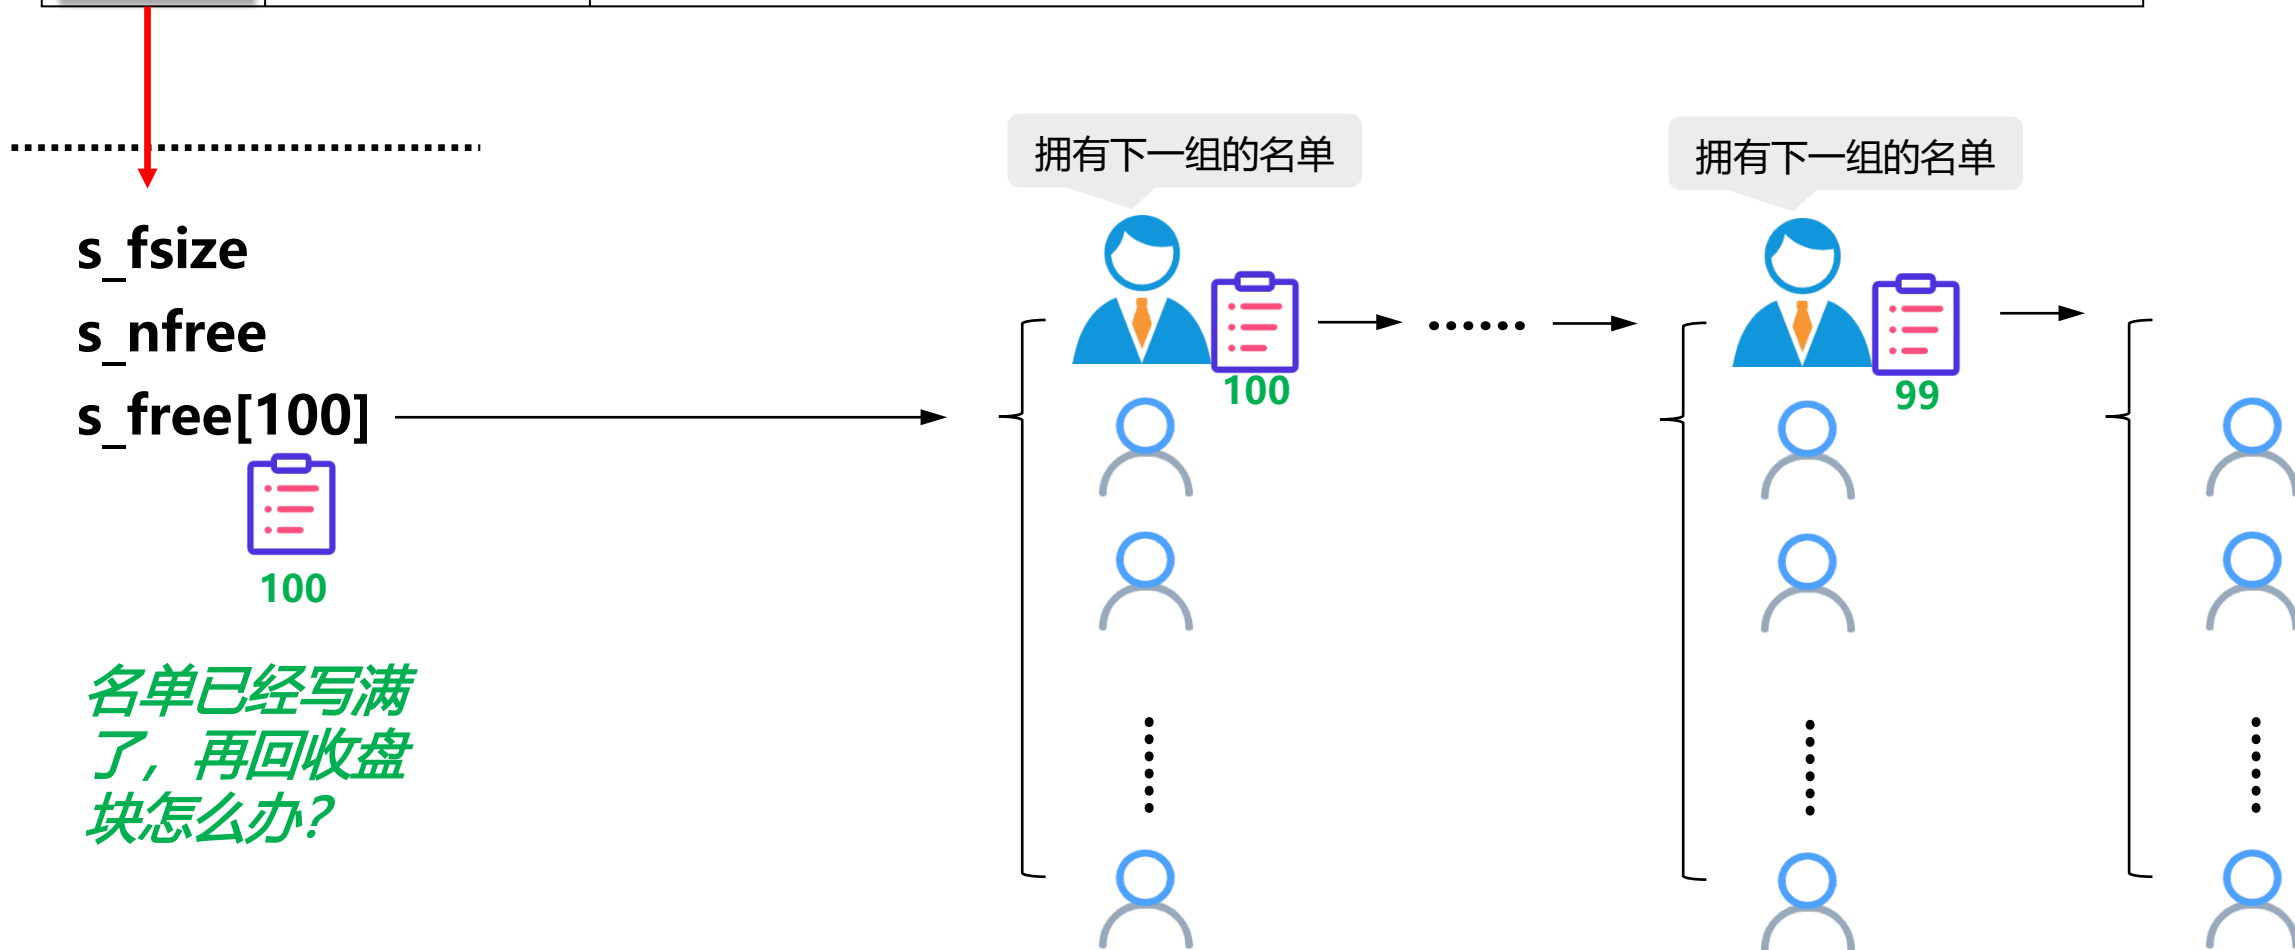 拥有下一组的名单
拥有下一组的名单
s_fsize
s_nfree
s_free[100]
100
99
100
名单已经写满
了，再回收盘
块怎么办？